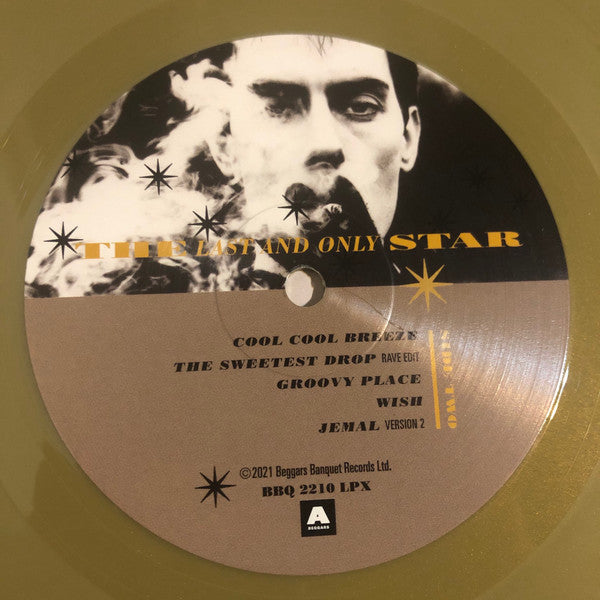 THE LAST AND ONLY STAR
COOL COOL BREEZE
THE SWEETEST DROP RAVE EDIT
GROOVY PLACE
WISH
JEMAL VERSION 2
SIDE TWO
©2021 Beggars Banquet Records Ltd.
BBQ 2210 LPX
A
BEGGARS